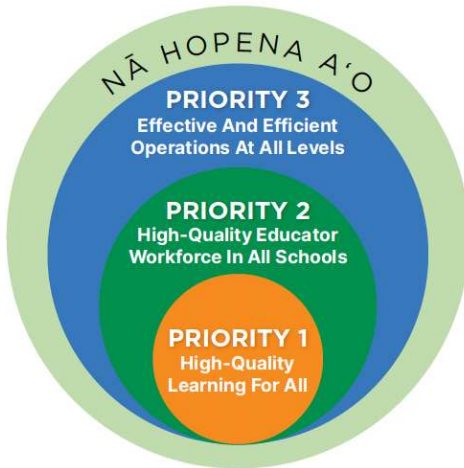 NĀ HOPENA AʻO
PRIORITY 3
Effective And Efficient
Operations At All Levels
PRIORITY 2
High-Quality Educator
Workforce In All Schools
PRIORITY 1
High-Quality
Learning For All